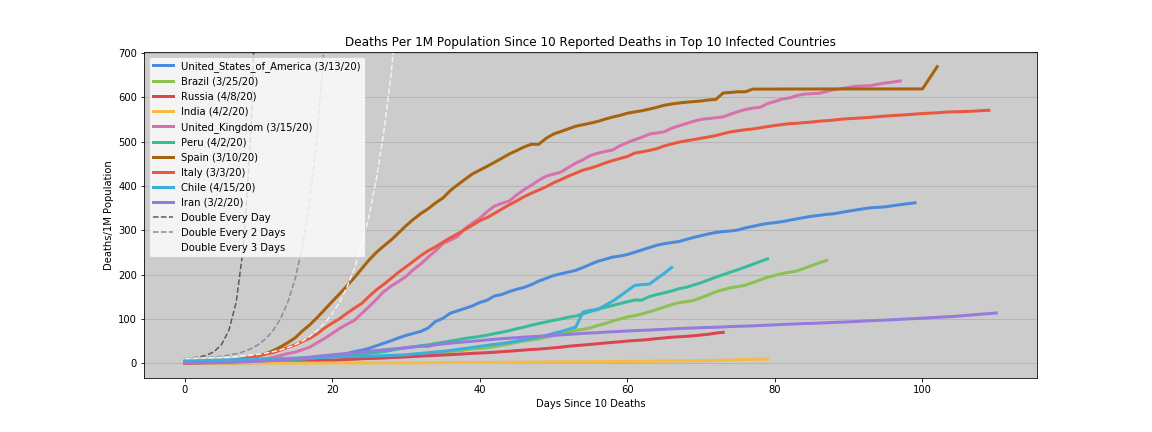 Deaths Per 1M Population Since 10 Reported Deaths in Top 10 Infected Countries
700
600
500
400
300
200
100
0
Deaths/1M Population
United_States_of_America (3/13/20)
Brazil (3/25/20)
Russia (4/8/20)
India (4/2/20)
United_Kingdom (3/15/20)
Peru (4/2/20)
Spain (3/10/20)
Italy (3/3/20)
Chile (4/15/20)
Iran (3/2/20)
Double Every Day
Double Every 2 Days
Double Every 3 Days
0 20 40 60 80 100
Days Since 10 Deaths